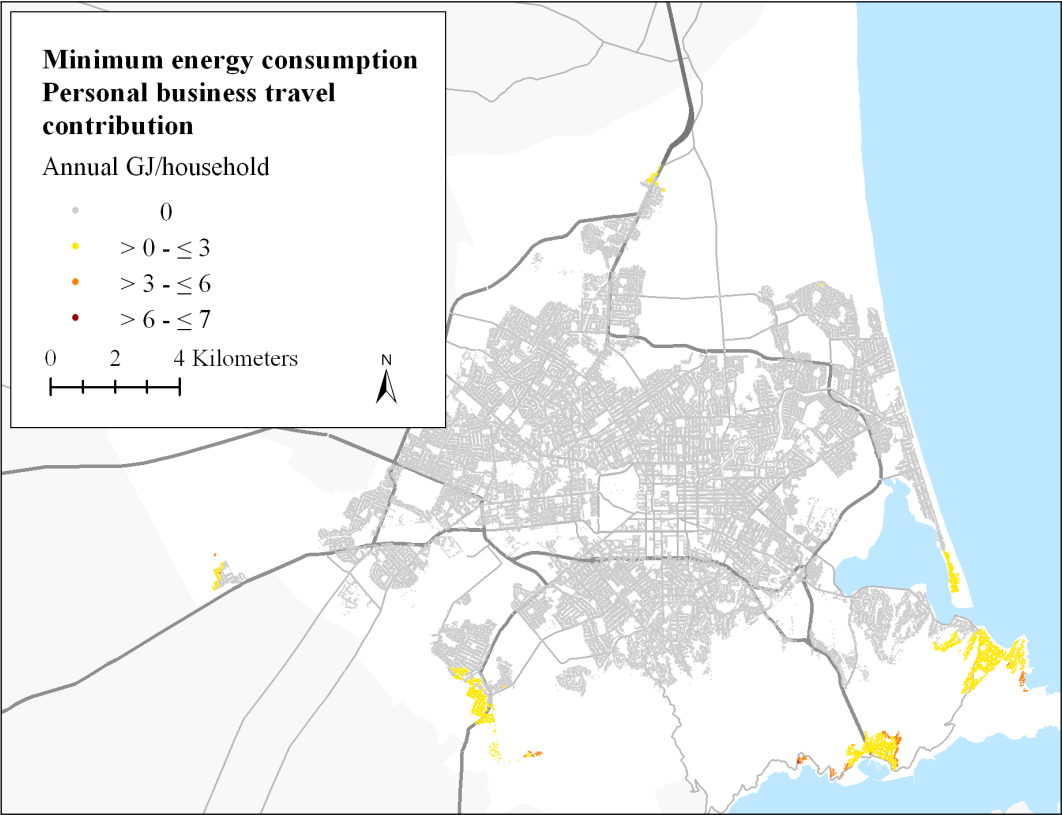 Minimum energy consumption
Personal business travel
contribution
Annual GJ/household
0
> 0 - ≤ 3
> 3 - ≤ 6
> 6 - ≤ 7
0 2 4 Kilometers
N